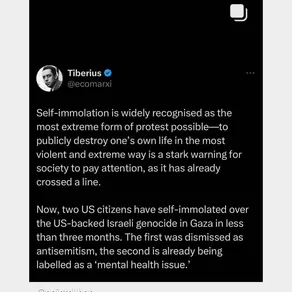 Tiberius
@ecomarxi
Self-immolation is widely recognised as the
most extreme form of protest possible—to
publicly destroy one's own life in the most
violent and extreme way is a stark warning for
society to pay attention, as it has already
crossed a line.
Now, two US citizens have self-immolated over
the US-backed Israeli genocide in Gaza in less
than three months. The first was dismissed as
antisemitism, the second is already being
labelled as a 'mental health issue.'